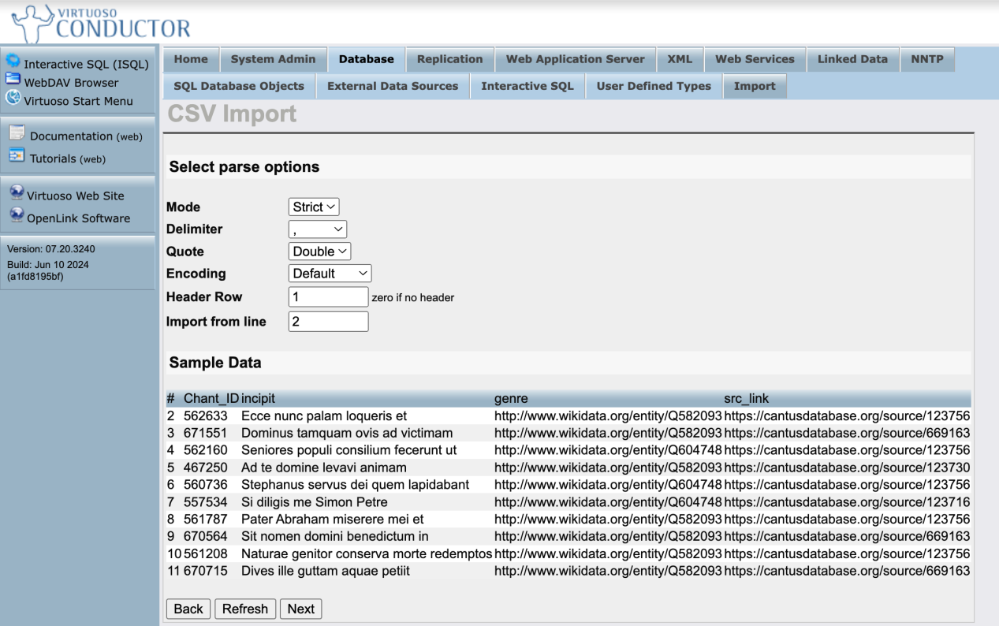 VIRTUOSO
CONDUCTOR
Interactive SQL (ISQL)
WebDAV Browser
Virtuoso Start Menu
Documentation (web)
Tutorials (web)
Virtuoso Web Site
OpenLink Software
Version: 07.20.3240
Build: Jun 10 2024
(a1fd8195bf)
Home System Admin Database Replication Web Application Server XML Web Services Linked Data NNTP
SQL Database Objects External Data Sources Interactive SQL User Defined Types Import
CSV Import
Select parse options
Mode Strict
Delimiter ,
Quote Double
Encoding Default
Header Row 1 zero if no header
Import from line 2
Sample Data
# Chant_ID incipit genre src_link
2 562633 Ecce nunc palam loqueris et http://www.wikidata.org/entity/Q582093 https://cantusdatabase.org/source/123756
3 671551 Dominus tamquam ovis ad victimam http://www.wikidata.org/entity/Q582093 https://cantusdatabase.org/source/669163
4 562160 Seniores populi consilium fecerunt ut http://www.wikidata.org/entity/Q604748 https://cantusdatabase.org/source/123756
5 467250 Ad te domine levavi animam http://www.wikidata.org/entity/Q582093 https://cantusdatabase.org/source/123730
6 560736 Stephanus servus dei quem lapidabant http://www.wikidata.org/entity/Q604748 https://cantusdatabase.org/source/123756
7 557534 Si diligis me Simon Petre http://www.wikidata.org/entity/Q604748 https://cantusdatabase.org/source/123716
8 561787 Pater Abraham miserere mei et http://www.wikidata.org/entity/Q582093 https://cantusdatabase.org/source/123756
9 670564 Sit nomen domini benedictum in http://www.wikidata.org/entity/Q582093 https://cantusdatabase.org/source/669163
10 561208 Naturae genitor conserva morte redemptos http://www.wikidata.org/entity/Q582093 https://cantusdatabase.org/source/123756
11 670715 Dives ille guttam aquae petiit http://www.wikidata.org/entity/Q582093 https://cantusdatabase.org/source/669163
Back Refresh Next